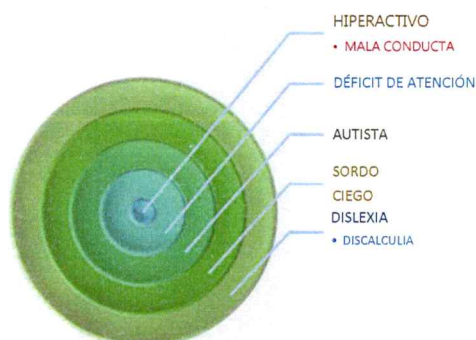 HIPERACTIVO
• MALA CONDUCTA
DÉFICIT DE ATENCIÓN
AUTISTA
SORDO
CIEGO
DISLEXIA
• DISCALCULIA